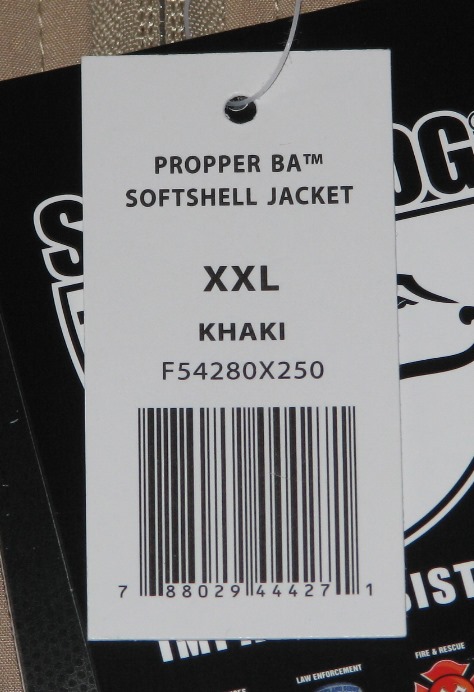 PROPPER BA™
SOFTSHELL JACKET
XXL
KHAKI
F54280X250
7 88029 44427 1
LAW ENFORCEMENT
FIRE & RESCUE